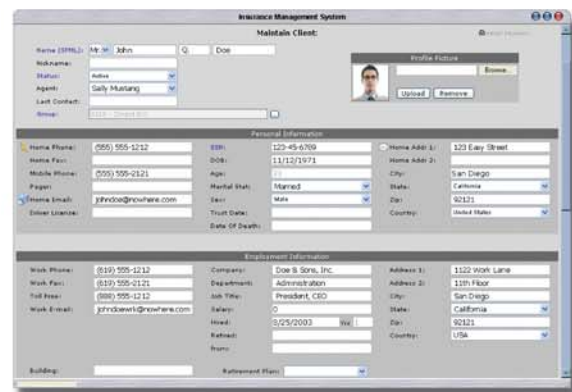 Insurance Management System
Maintain Client:
Name (SFML): Mr. John Q. Doe
Nickname:
Status: Active
Agent: Sally Mustang
Last Contact:
Group:
Profile Picture
Browse...
Upload Remove
Personal Information
Home Phone: (555) 555-1212 SSN: 123-45-6789 Home Addr 1: 123 Easy Street
Home Fax: DOB: 11/12/1971 Home Addr 2:
Mobile Phone: (555) 555-2121 Age: City: San Diego
Pager: Marital Stat: Married State: California
Home Email: johndoe@nowhere.com Sex: Male Zip: 92121
Driver License: Trust Date: Country: United States
Date Of Death:
Employment Information
Work Phone: (619) 555-1212 Company: Doe & Sons, Inc. Address 1: 1122 Work Lane
Work Fax: (619) 555-2121 Department: Administration Address 2: 11th Floor
Toll Free: (888) 555-1212 Job Title: President, CEO City: San Diego
Work E-mail: johndoewrk@nowhere.com Salary: 0 State: California
Hired: 8/25/2003 Yrs Zip: 92121
Retired: Country: USA
From:
Building: Retirement Plan: